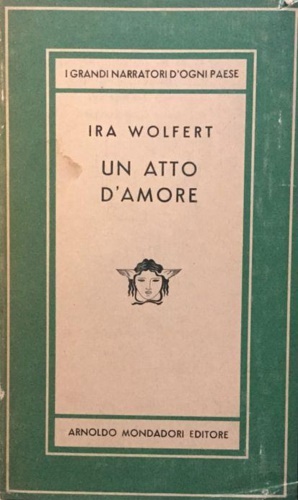 I GRANDI NARRATORI D'OGNI PAESE
IRA WOLFERT
UN ATTO
D'AMORE
ARNOLDO MONDADORI EDITORE